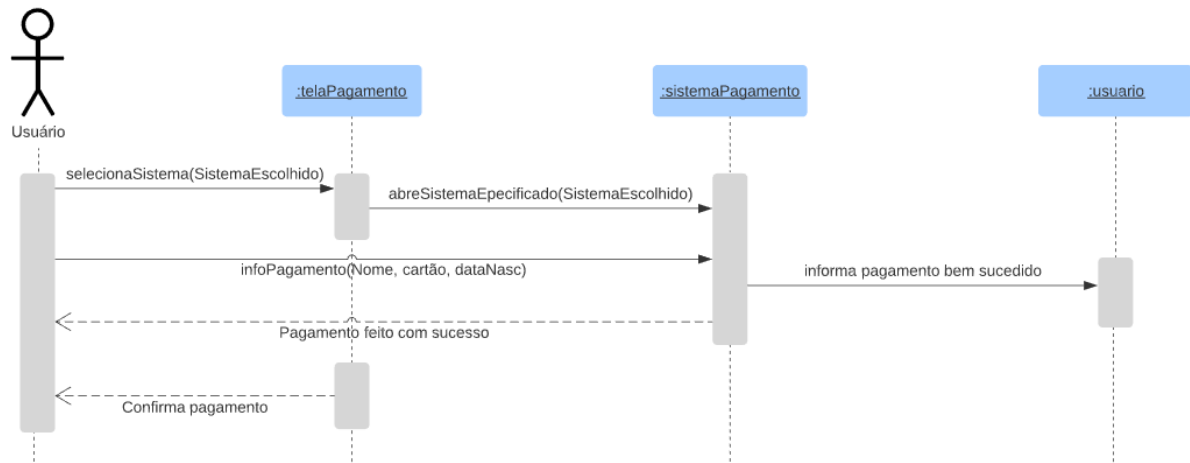 Usuário
:telaPagamento
:sistemaPagamento
:usuario
selecionaSistema(SistemaEscolhido)
abreSistemaEpecificado(SistemaEscolhido)
infoPagamento(Nome, cartão, dataNasc)
informa pagamento bem sucedido
Pagamento feito com sucesso
Confirma pagamento